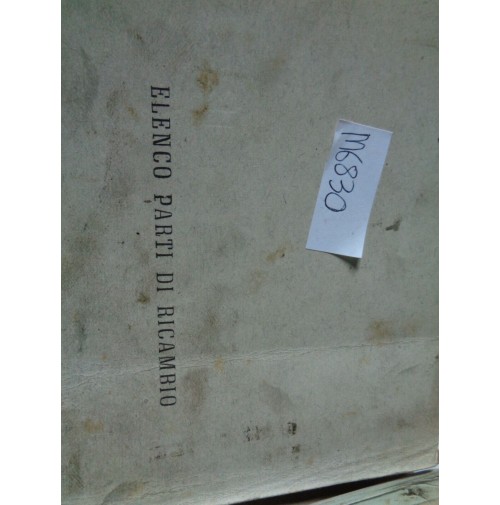 ELENCO PARTI DI RICAMBIO
M6830